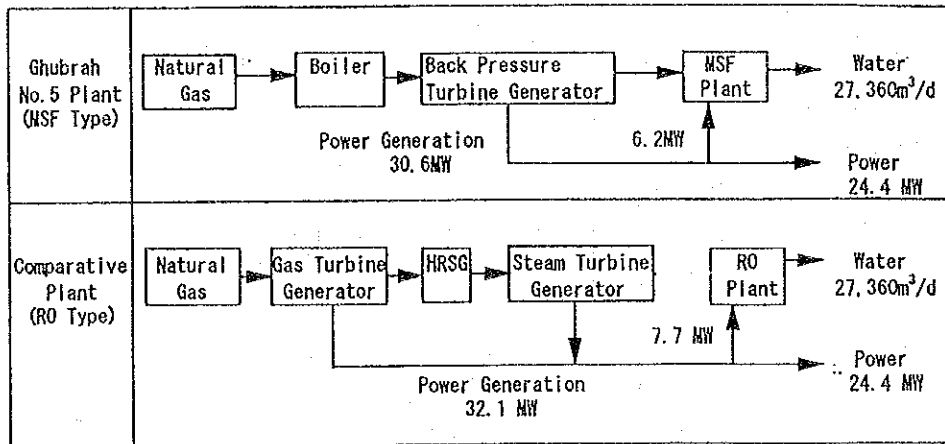 Ghubrah
No.5 Plant
(MSF Type)
Natural
Gas
Boiler
Back Pressure
Turbine Generator
MSF
Plant
Water
27,360m³/d
Power Generation
30.6MW
6.2MW
Power
24.4 MW
Comparative
Plant
(RO Type)
Natural
Gas
Gas Turbine
Generator
HRSG
Steam Turbine
Generator
RO
Plant
Water
27,360m³/d
7.7 MW
Power Generation
32.1 MW
Power
24.4 MW